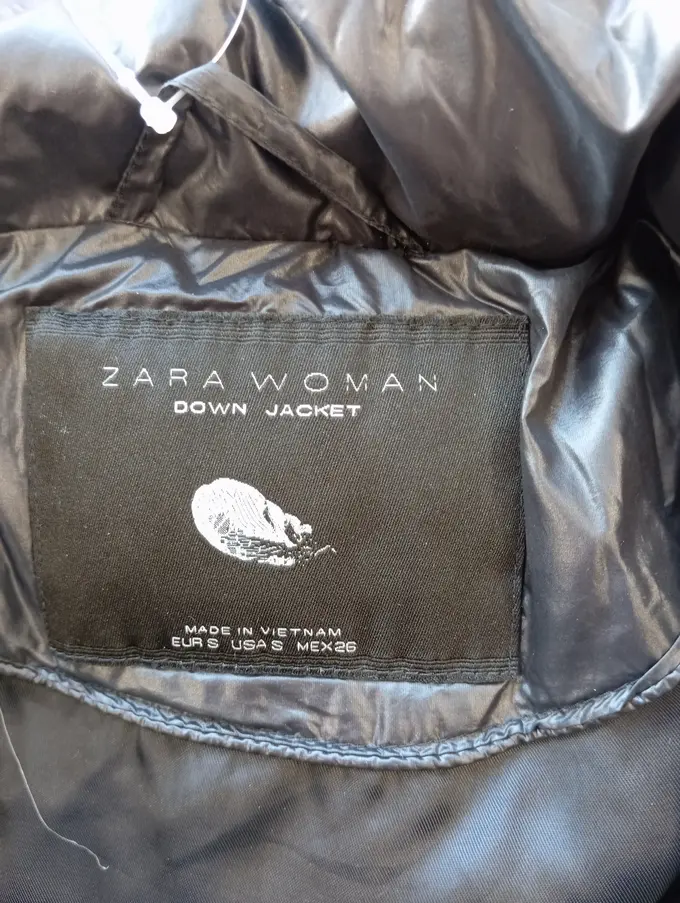 ZARA WOMAN
DOWN JACKET
MADE IN VIETNAM
EUR S USA S MEX 26